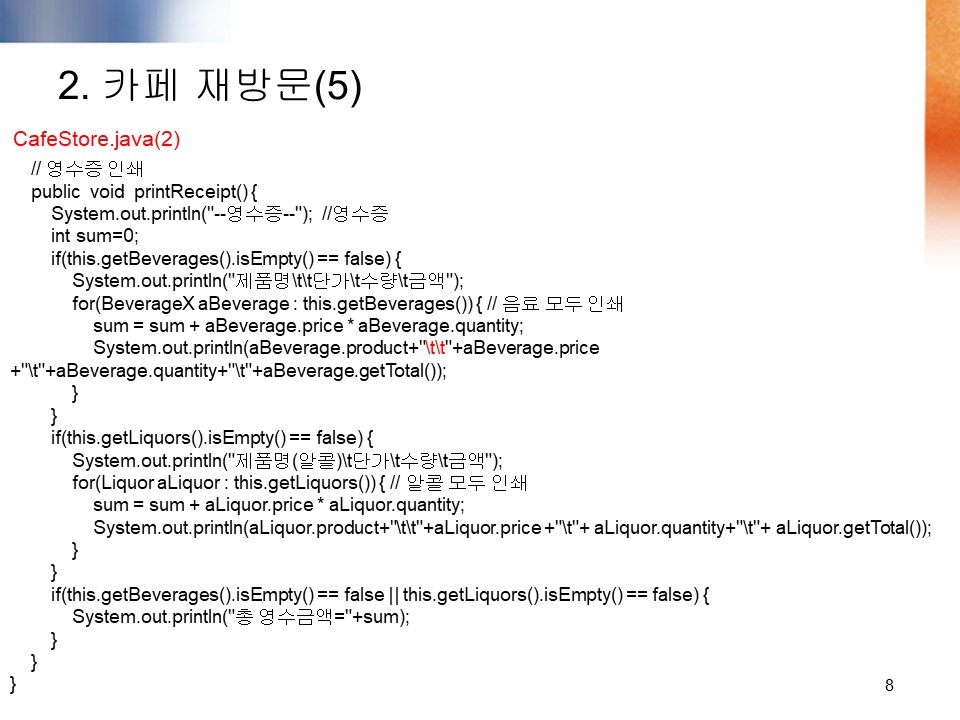 2. 카페 재방문(5)
CafeStore.java(2)
// 영수증 인쇄
public void printReceipt() {
System.out.println("--영수증--"); //영수증
int sum=0;
if(this.getBeverages().isEmpty() == false) {
System.out.println("제품명\t\t단가\t수량\t금액");
for(BeverageX aBeverage : this.getBeverages()) { // 음료 모두 인쇄
sum = sum + aBeverage.price * aBeverage.quantity;
System.out.println(aBeverage.product+"\t\t"+aBeverage.price
+"\t"+aBeverage.quantity+"\t"+aBeverage.getTotal());
}
}
if(this.getLiquors().isEmpty() == false) {
System.out.println("제품명(알콜)\t단가\t수량\t금액");
for(Liquor aLiquor : this.getLiquors()) { // 알콜 모두 인쇄
sum = sum + aLiquor.price * aLiquor.quantity;
System.out.println(aLiquor.product+"\t\t"+aLiquor.price +"\t"+ aLiquor.quantity+"\t"+ aLiquor.getTotal());
}
}
if(this.getBeverages().isEmpty() == false || this.getLiquors().isEmpty() == false) {
System.out.println("총 영수금액="+sum);
}
}
}
8